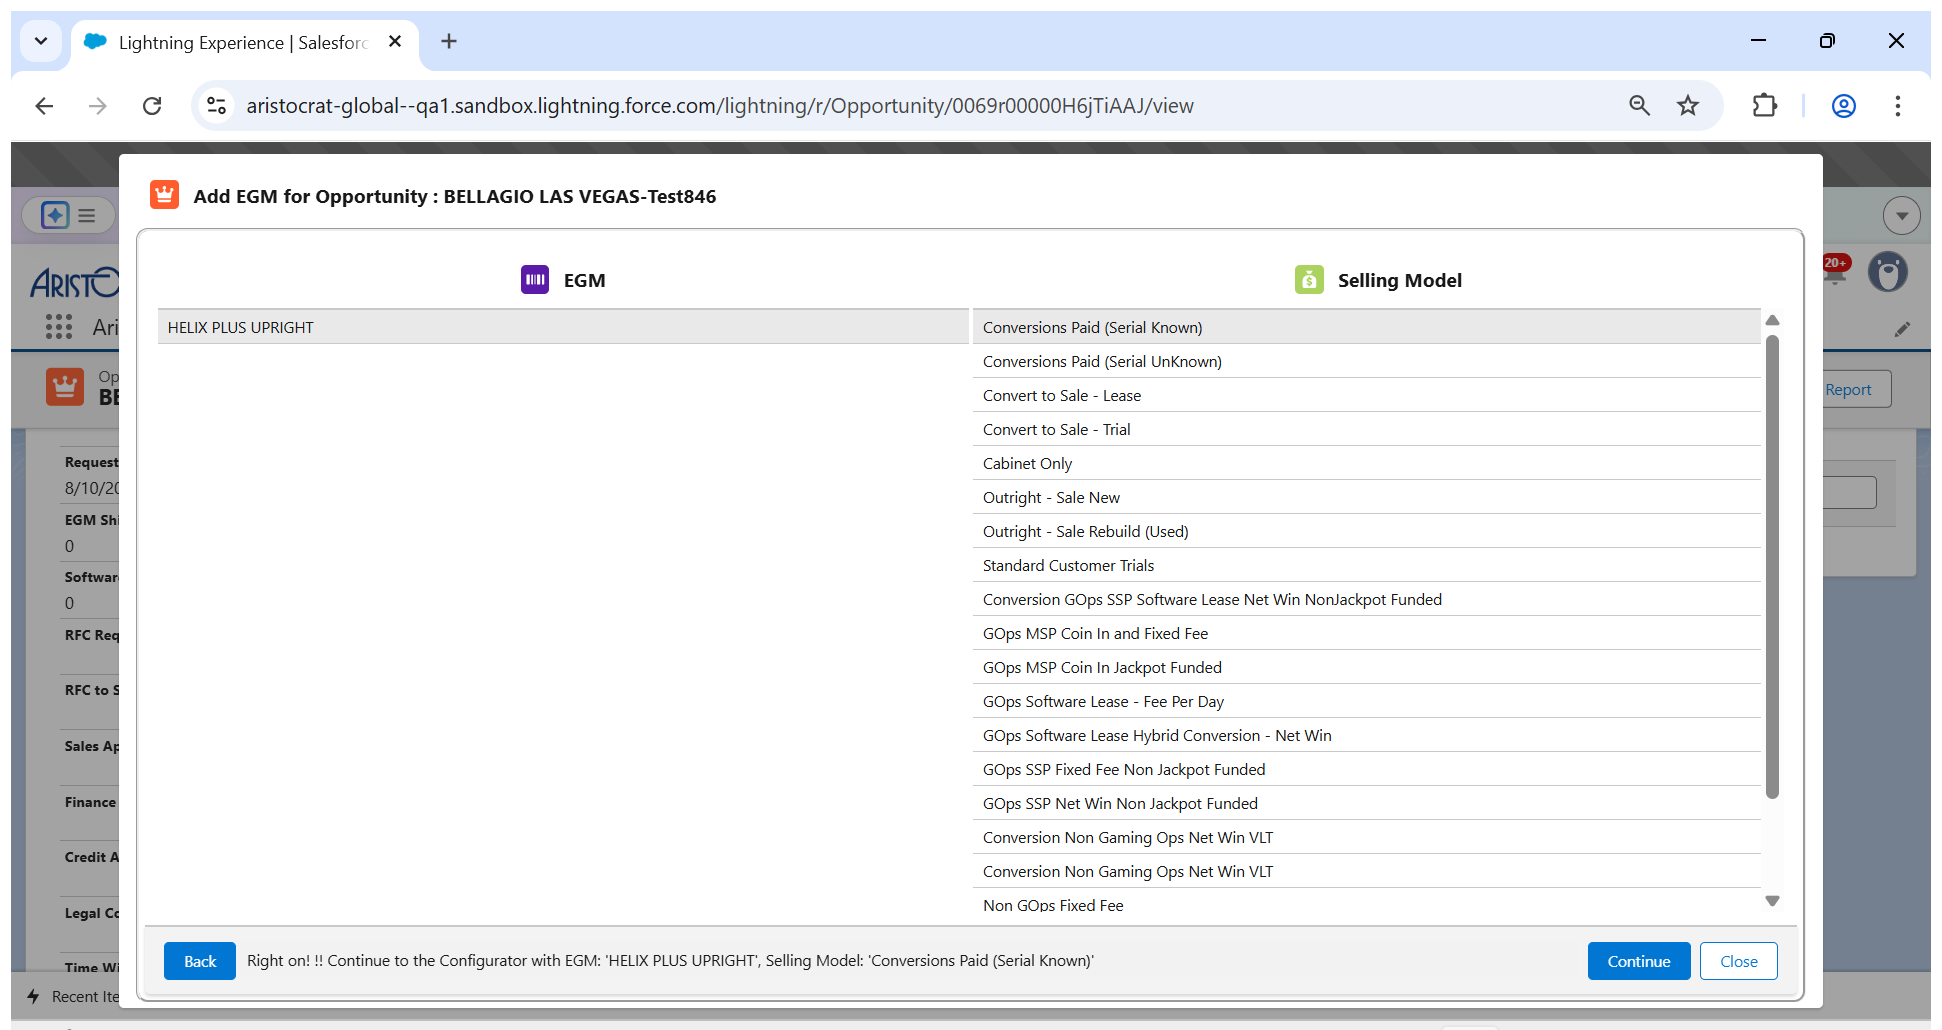 Lightning Experience | Salesforc
aristocrat-global--qa1.sandbox.lightning.force.com/lightning/r/Opportunity/0069r00000H6jTiAAJ/view
Add EGM for Opportunity : BELLAGIO LAS VEGAS-Test846
EGM
Selling Model
HELIX PLUS UPRIGHT
Conversions Paid (Serial Known)
Conversions Paid (Serial UnKnown)
Convert to Sale - Lease
Convert to Sale - Trial
Cabinet Only
Outright - Sale New
Outright - Sale Rebuild (Used)
Standard Customer Trials
Conversion GOps SSP Software Lease Net Win NonJackpot Funded
GOps MSP Coin In and Fixed Fee
GOps MSP Coin In Jackpot Funded
GOps Software Lease - Fee Per Day
GOps Software Lease Hybrid Conversion - Net Win
GOps SSP Fixed Fee Non Jackpot Funded
GOps SSP Net Win Non Jackpot Funded
Conversion Non Gaming Ops Net Win VLT
Conversion Non Gaming Ops Net Win VLT
Non GOps Fixed Fee
Back
Right on! !! Continue to the Configurator with EGM: 'HELIX PLUS UPRIGHT', Selling Model: 'Conversions Paid (Serial Known)'
Continue
Close
ARISTO
Ari
20+
Op
BE
Report
Request
8/10/20
EGM Shi
0
Softwar
0
RFC Req
RFC to S
Sales Ap
Finance
Credit A
Legal Co
Time Wi
Recent Ite